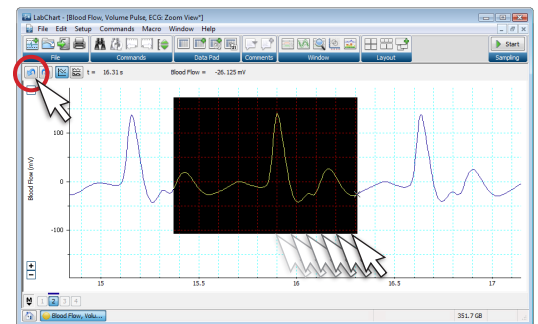 LabChart - [Blood Flow, Volume Pulse, ECG: Zoom View*]
File Edit Setup Commands Macro Window Help
File Commands Data Pad Comments Window Layout Sampling
Start
t = 16.31 s Blood Flow = -26.125 mV
Blood Flow (mV)
100
0
-100
15 15.5 16 16.5 17
1 2 3 4
Blood Flow, Volu... 351.7 GB